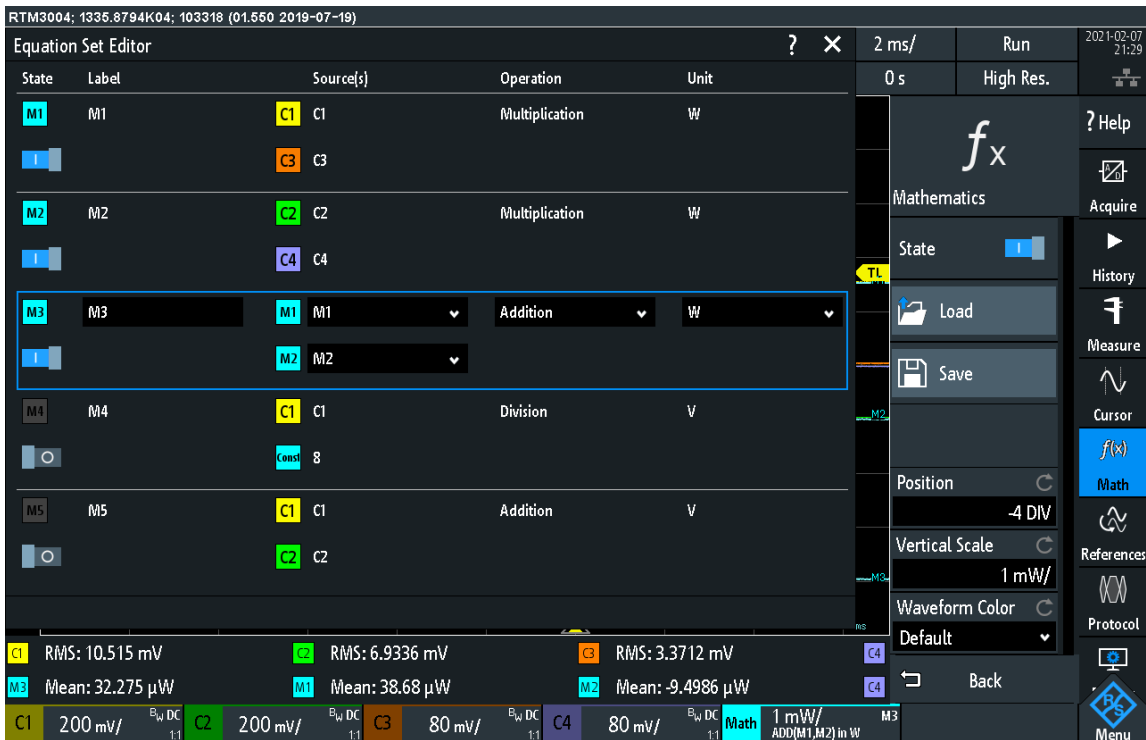 RTM3004; 1335.8794K04; 103318 (01.550 2019-07-19)
Equation Set Editor ? X
2 ms/ Run
2021-02-07
21:29
State Label Source(s) Operation Unit
0 s High Res.
M1 M1 C1 C1 Multiplication W
C3 C3
M2 M2 C2 C2 Multiplication W
C4 C4
M3 M3 M1 M1 Addition W
M2 M2
M4 M4 C1 C1 Division V
Const 8
M5 M5 C1 C1 Addition V
C2 C2
TL
M2
M3
ms
fx
Mathematics
State
Load
Save
Position
-4 DIV
Vertical Scale
1 mW/
Waveform Color
Default
Back
? Help
Acquire
History
Measure
Cursor
f(x)
Math
References
Protocol
R/S
Menu
C1 RMS: 10.515 mV C2 RMS: 6.9336 mV C3 RMS: 3.3712 mV C4
M3 Mean: 32.275 µW M1 Mean: 38.68 µW M2 Mean: -9.4986 µW C4
C1 200 mV/ BW DC 1:1 C2 200 mV/ BW DC 1:1 C3 80 mV/ BW DC 1:1 C4 80 mV/ BW DC 1:1 Math 1 mW/ M3
ADD(M1,M2) in W